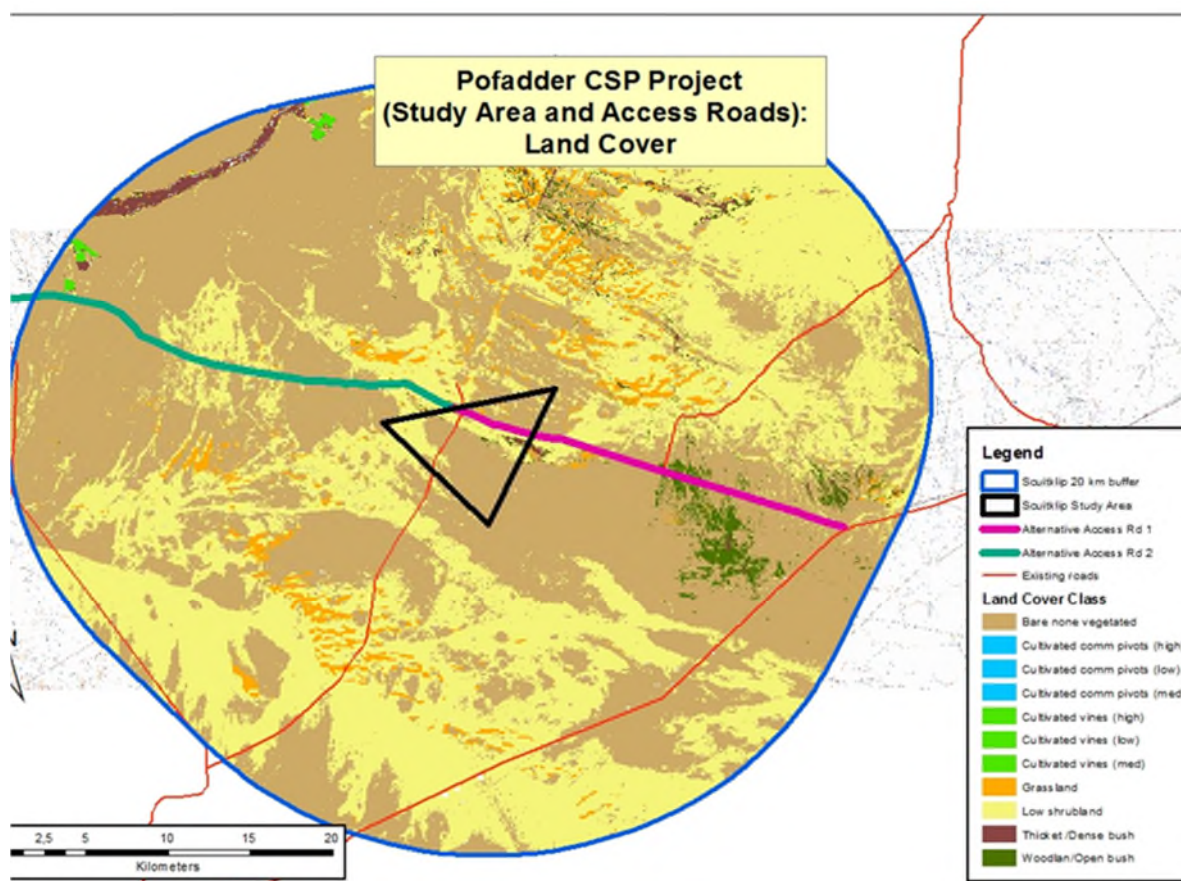 Pofadder CSP Project
(Study Area and Access Roads):
Land Cover
Legend
Scuitklip 20 km buffer
Scuitklip Study Area
Alternative Access Rd 1
Alternative Access Rd 2
Existing roads
Land Cover Class
Bare none vegetated
Cultivated comm pivots (high
Cultivated comm pivots (low)
Cultivated comm pivots (med
Cultivated vines (high)
Cultivated vines (low)
Cultivated vines (med)
Grassland
Low shrubland
Thicket /Dense bush
Woodlan/Open bush
N
2,5 5 10 15 20
Kilometers